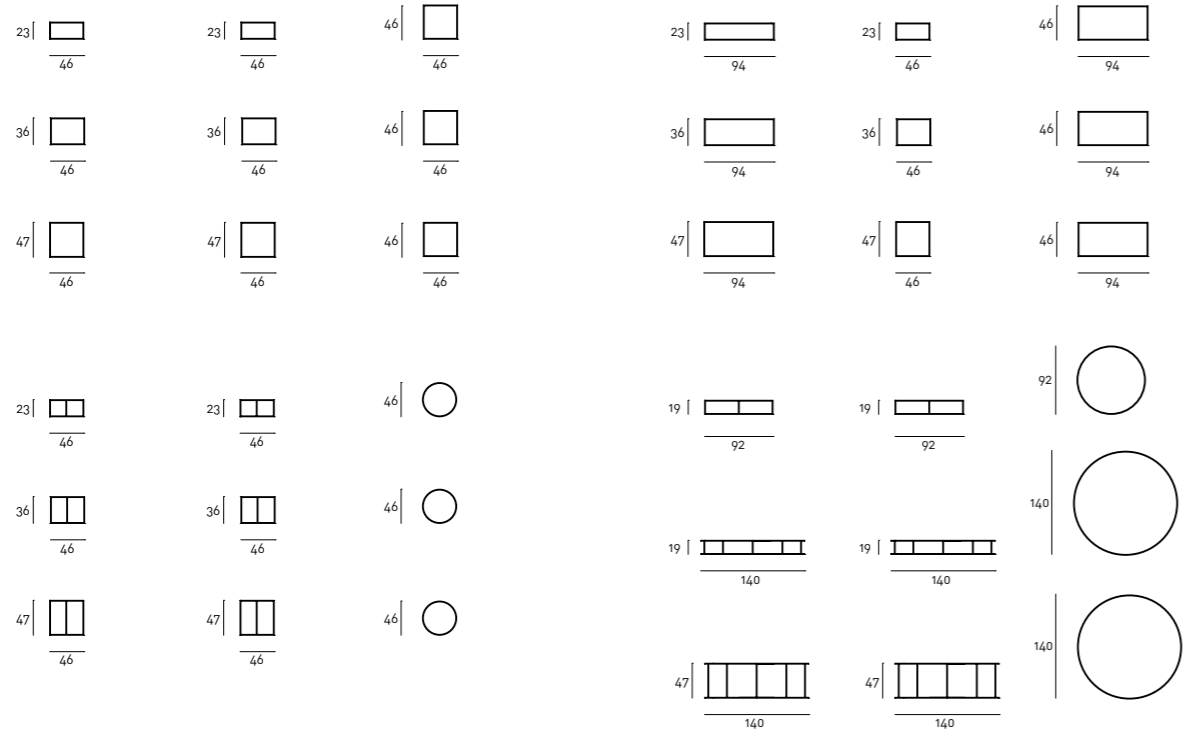 23 23 46 23 23 46
46 46 46 94 46 94
36 36 46 36 36 46
46 46 46 94 46 94
47 47 46 47 47 46
46 46 46 94 46 94
23 23 46 19 19 92
46 46 92 92
36 36 46 19 19 140
46 46 140 140
47 47 46 47 47 140
46 46 140 140